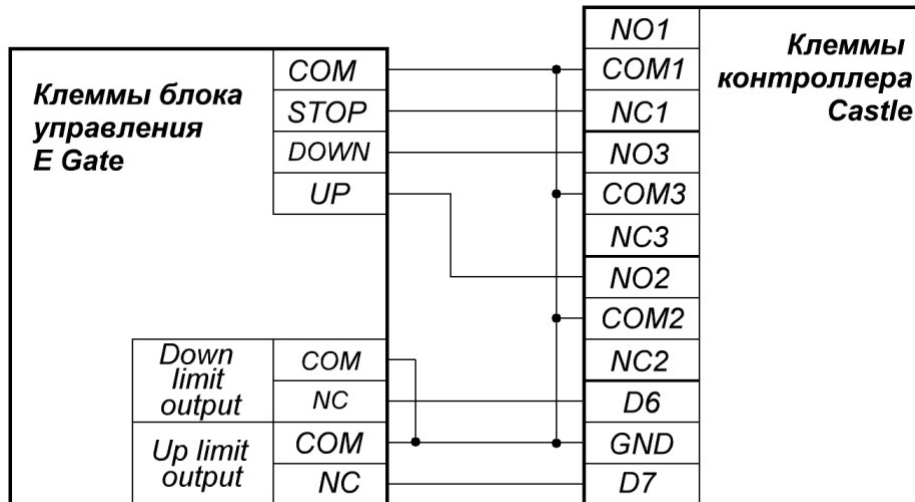 Клеммы блока
управления
E Gate
COM
STOP
DOWN
UP
Down
limit
output
COM
NC
Up limit
output
COM
NC
NO1
COM1
NC1
NO3
COM3
NC3
NO2
COM2
NC2
D6
GND
D7
Клеммы
контроллера
Castle